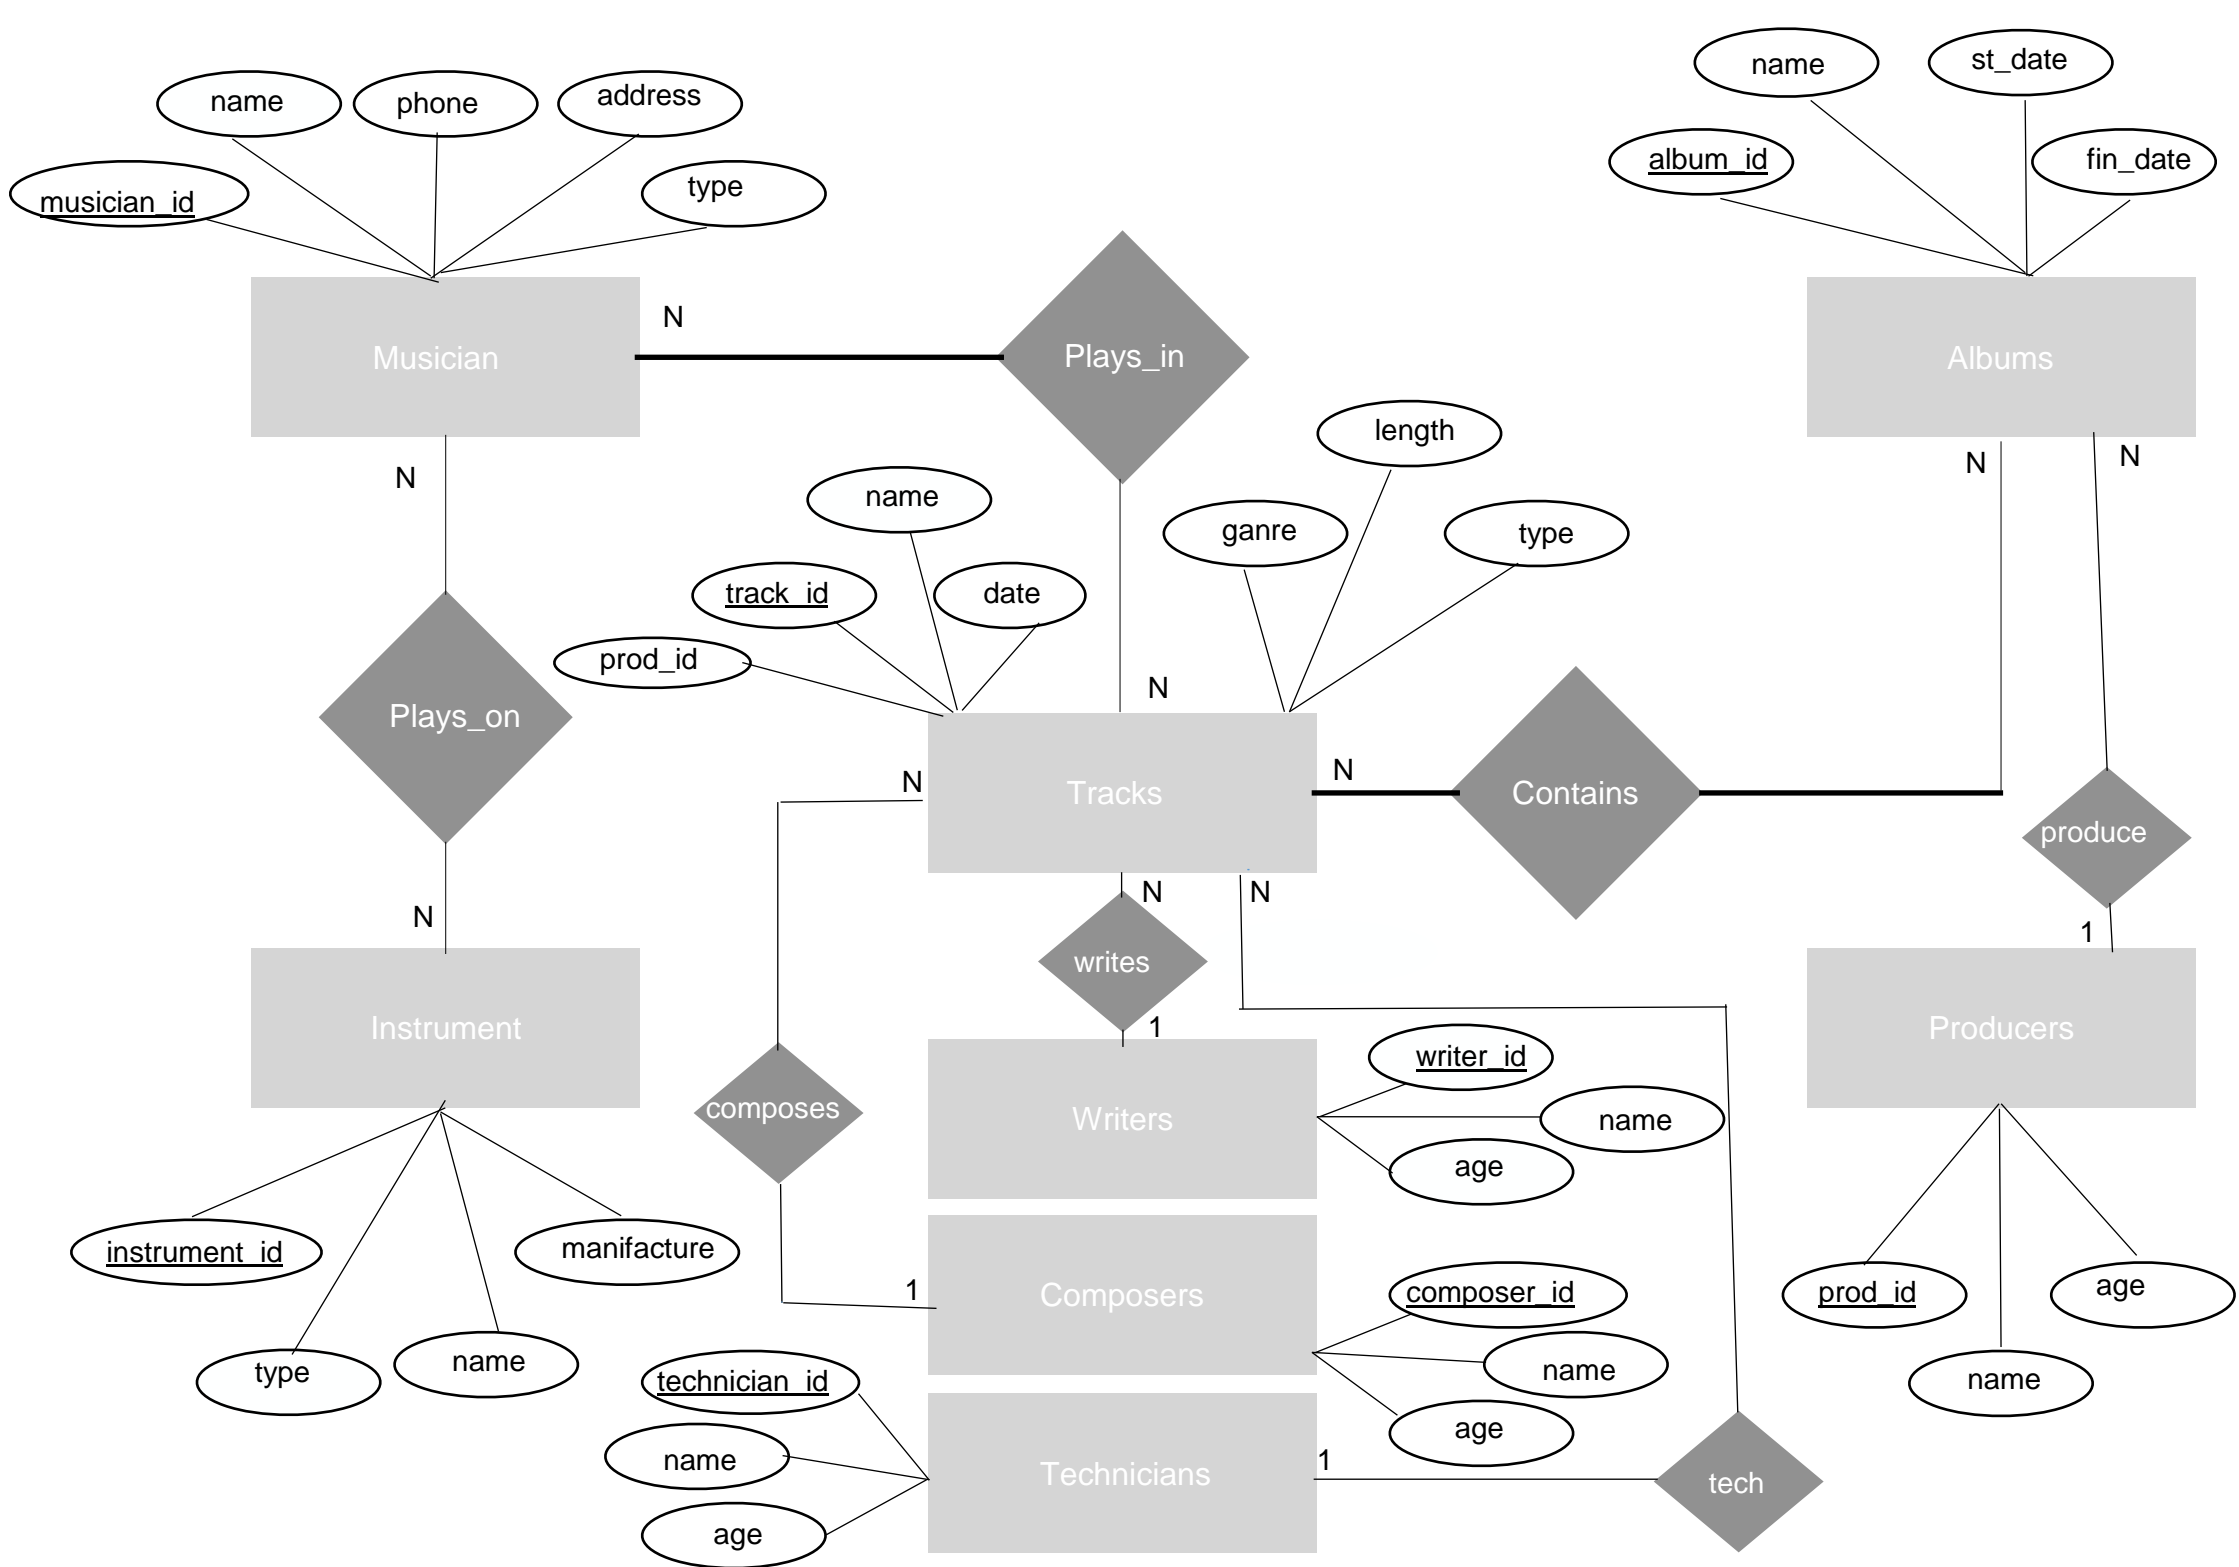 name
st_date
name
phone
address
album_id
fin_date
musician_id
type
N
Musician
Plays_in
Albums
length
N
name
ganre
type
N
N
track_id
date
prod_id
N
Plays_on
N
N
Tracks
Contains
produce
N
N
N
1
writes
1
Instrument
Producers
writer_id
composes
Writers
name
age
instrument_id
manifacture
1
Composers
composer_id
prod_id
age
type
name
technician_id
name
name
name
age
1
Technicians
tech
age